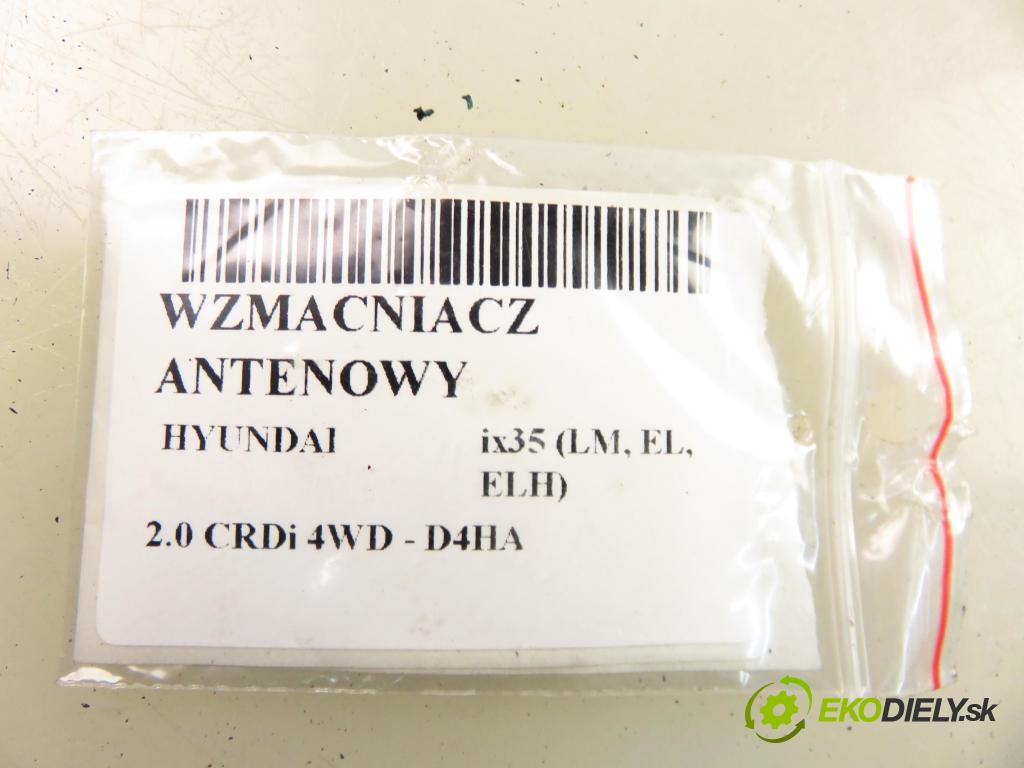 WZMACNIACZ
ANTENOWY
HYUNDAI ix35 (LM, EL,
ELH)
2.0 CRDi 4WD - D4HA
EKODIELY.sk